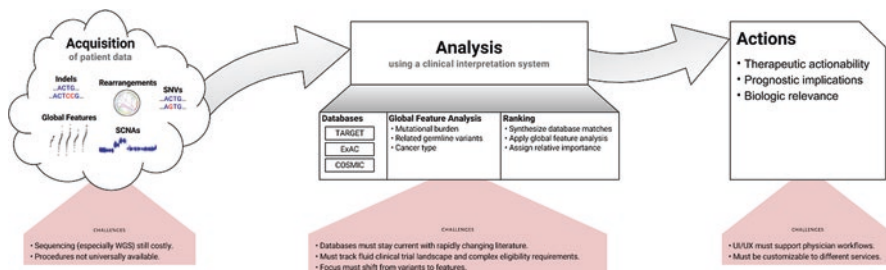 Acquisition
of patient data
Indels
...ACTG...
...ACTCCG...
Rearrangements
SNVs
...ACTG...
...AGTG...
Global Features
SCNAs
CHALLENGES
• Sequencing (especially WGS) still costly.
• Procedures not universally available.
Analysis
using a clinical interpretation system
Databases
TARGET
ExAC
COSMIC
Global Feature Analysis
• Mutational burden
• Related germline variants
• Cancer type
Ranking
• Synthesize database matches
• Apply global feature analysis
• Assign relative importance
CHALLENGES
• Databases must stay current with rapidly changing literature.
• Must track fluid clinical trial landscape and complex eligibility requirements.
• Focus must shift from variants to features.
Actions
• Therapeutic actionability
• Prognostic implications
• Biologic relevance
CHALLENGES
• UI/UX must support physician workflows.
• Must be customizable to different services.